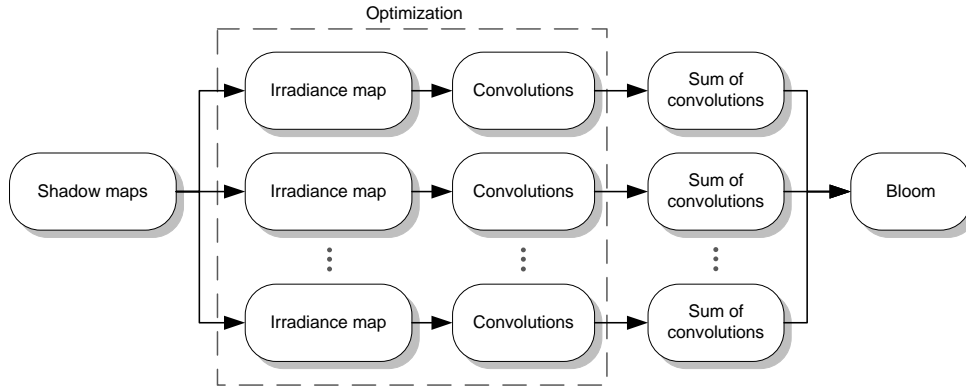 Optimization
Irradiance map
Convolutions
Sum of
convolutions
Shadow maps
Irradiance map
Convolutions
Sum of
convolutions
Bloom
Irradiance map
Convolutions
Sum of
convolutions